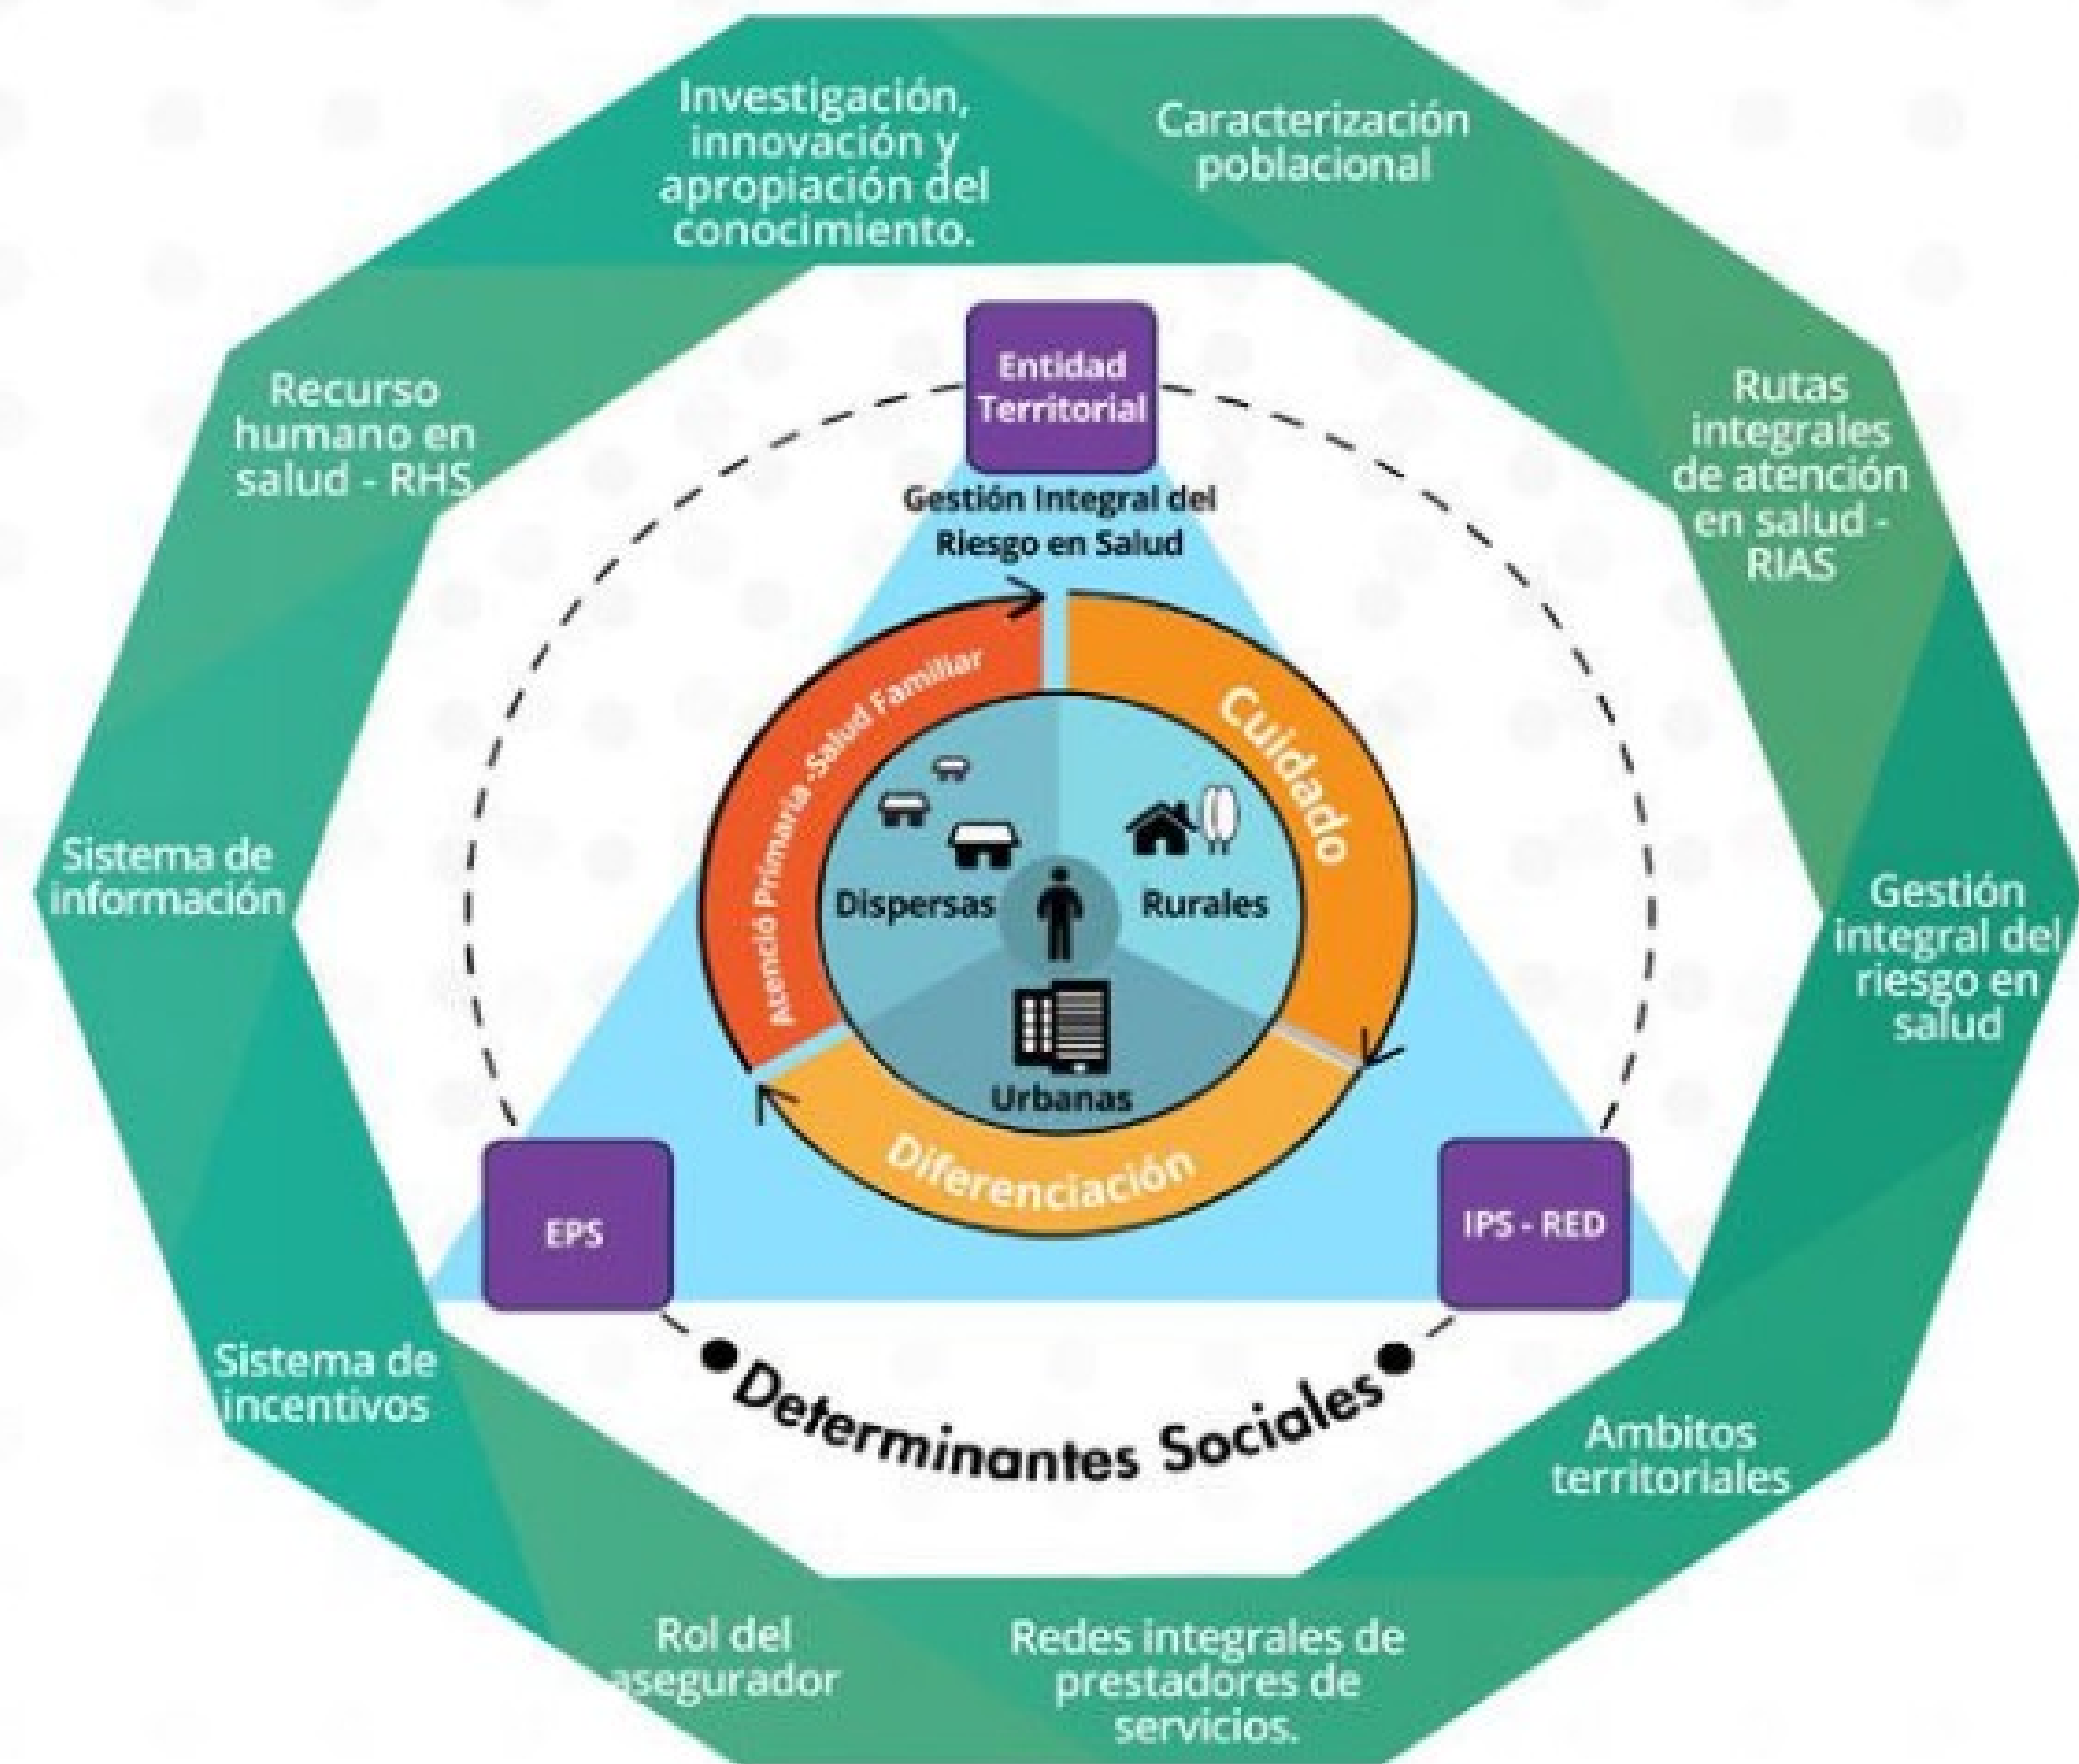 Investigación,
innovación y
apropiación del
conocimiento.
Caracterización
poblacional
Rutas
integrales
de atención
en salud -
RIAS
Gestión
integral del
riesgo en
salud
Ambitos
territoriales
Redes integrales de
prestadores de
servicios.
Rol del
asegurador
Sistema de
incentivos
Sistema de
información
Recurso
humano en
salud - RHS
Entidad
Territorial
Gestión Integral del
Riesgo en Salud
Atenció Primaria -Salud Familiar
Cuidado
Diferenciación
Dispersas
Rurales
Urbanas
EPS
IPS - RED
Determinantes Sociales